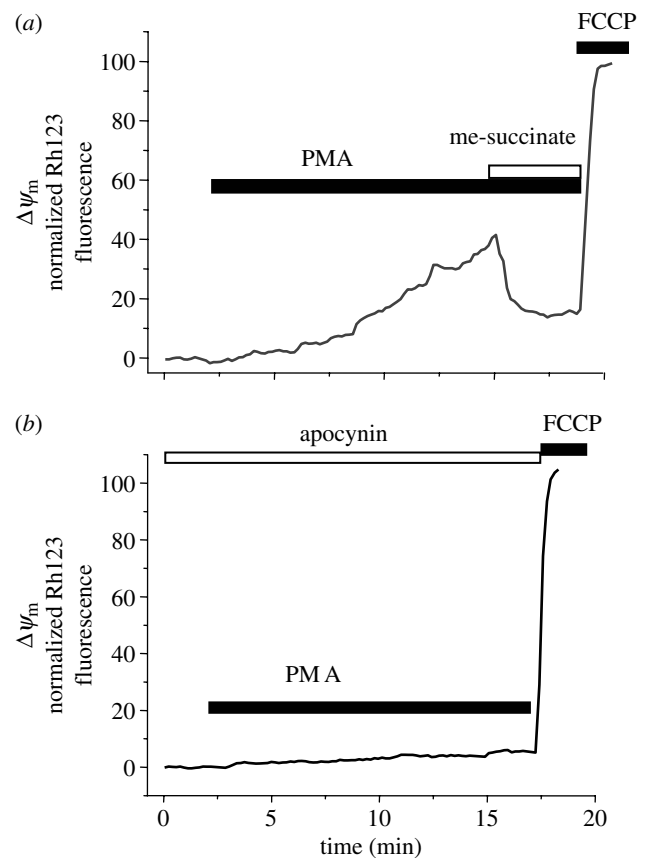 (a)
FCCP
100
80
60
40
20
0
PMA
me-succinate
Δψm
normalized Rh123
fluorescence
(b)
FCCP
apocynin
100
80
60
40
20
0
PM A
Δψm
normalized Rh123
fluorescence
0
5
10
15
20
time (min)